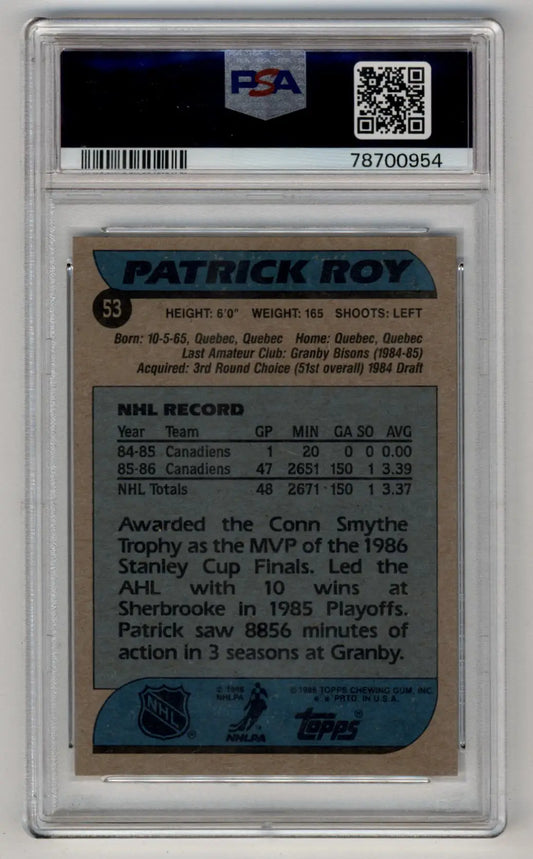 PSA
78700954
PATRICK ROY
53
HEIGHT: 6'0" WEIGHT: 165 SHOOTS: LEFT
Born: 10-5-65, Quebec, Quebec Home: Quebec, Quebec
Last Amateur Club: Granby Bisons (1984-85)
Acquired: 3rd Round Choice (51st overall) 1984 Draft
NHL RECORD
Year Team GP MIN GA SO AVG
84-85 Canadiens 1 20 0 0 0.00
85-86 Canadiens 47 2651 150 1 3.39
NHL Totals 48 2671 150 1 3.37
Awarded the Conn Smythe
Trophy as the MVP of the 1986
Stanley Cup Finals. Led the
AHL with 10 wins at
Sherbrooke in 1985 Playoffs.
Patrick saw 8856 minutes of
action in 3 seasons at Granby.
NHL ®
© 1986
NHLPA
NHLPA
© 1986 TOPPS CHEWING GUM, INC.
PRTD. IN U.S.A.
topps®